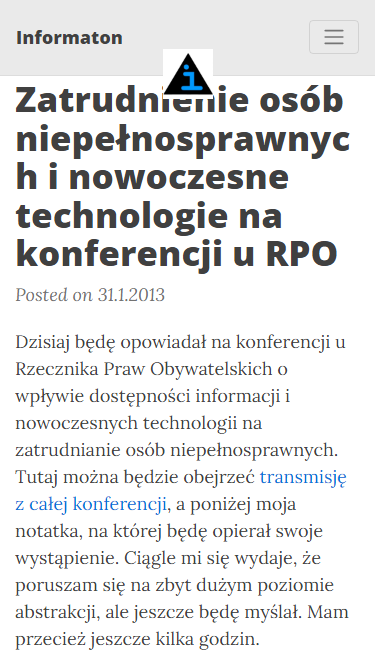 Informaton
i
Zatrudnienie osób
niepełnosprawnyc
h i nowoczesne
technologie na
konferencji u RPO
Posted on 31.1.2013
Dzisiaj będę opowiadał na konferencji u
Rzecznika Praw Obywatelskich o
wpływie dostępności informacji i
nowoczesnych technologii na
zatrudnianie osób niepełnosprawnych.
Tutaj można będzie obejrzeć transmisję
z całej konferencji, a poniżej moja
notatka, na której będę opierał swoje
wystąpienie. Ciągle mi się wydaje, że
poruszam się na zbyt dużym poziomie
abstrakcji, ale jeszcze będę myślał. Mam
przecież jeszcze kilka godzin.